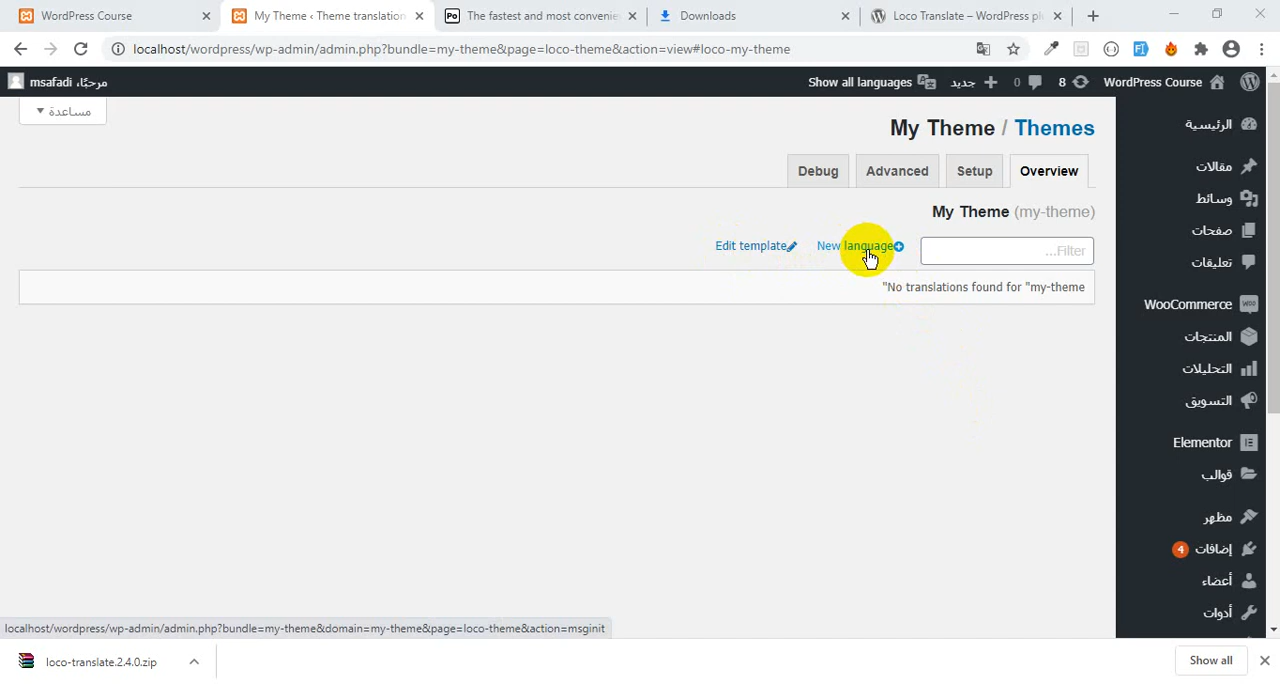 WordPress Course
My Theme ‹ Theme translation
The fastest and most convenie
Downloads
Loco Translate – WordPress pl
localhost/wordpress/wp-admin/admin.php?bundle=my-theme&page=loco-theme&action=view#loco-my-theme
WordPress Course
8
0
جديد
Show all languages
مرحبًا، msafadi
مساعدة
My Theme / Themes
Overview
Setup
Advanced
Debug
My Theme (my-theme)
Filter...
New language
Edit template
"No translations found for "my-theme
الرئيسية
مقالات
وسائط
صفحات
تعليقات
WooCommerce
المنتجات
التحليلات
التسويق
Elementor
قوالب
مظهر
إضافات 4
أعضاء
أدوات
localhost/wordpress/wp-admin/admin.php?bundle=my-theme&domain=my-theme&page=loco-theme&action=msginit
loco-translate.2.4.0.zip
Show all